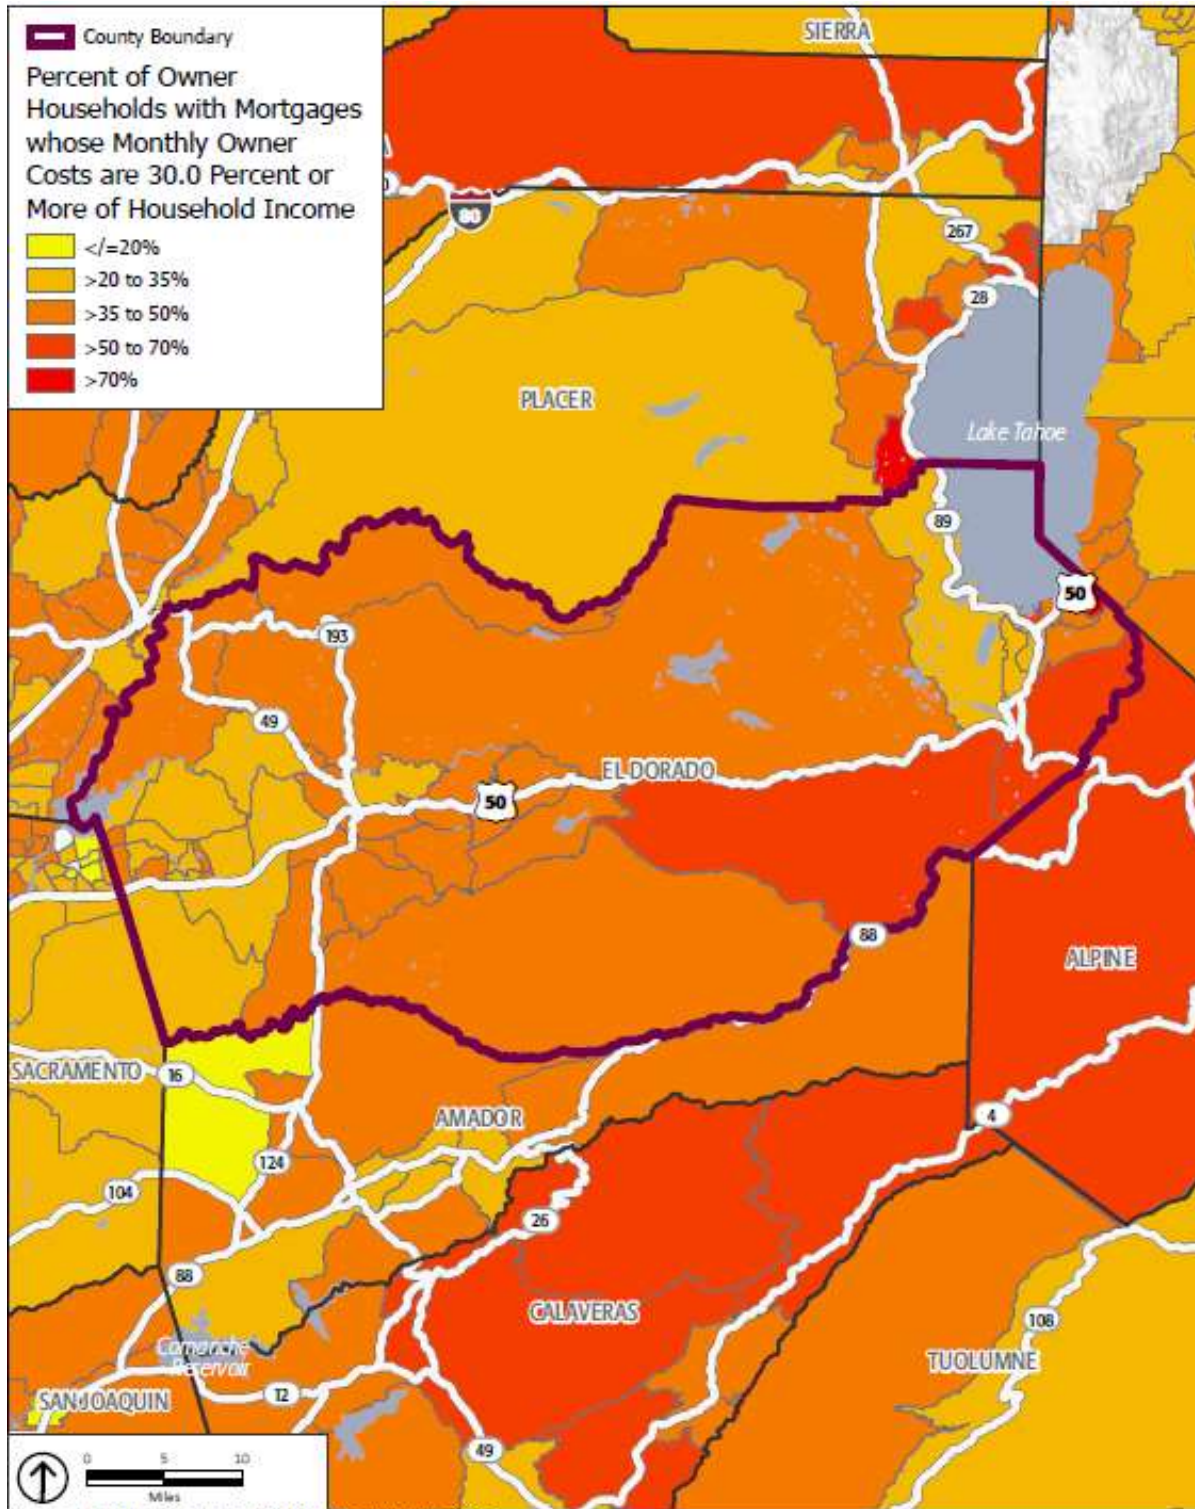 County Boundary
Percent of Owner
Households with Mortgages
whose Monthly Owner
Costs are 30.0 Percent or
More of Household Income
</=20%
>20 to 35%
>35 to 50%
>50 to 70%
>70%
SIERRA
80
267
28
PLACER
Lake Tahoe
89
50
193
49
EL DORADO
50
88
ALPINE
SACRAMENTO
16
4
AMADOR
124
104
26
88
CALAVERAS
108
Comanche
Reservoir
TUOLUMNE
SAN JOAQUIN
12
49
0 5 10
Miles